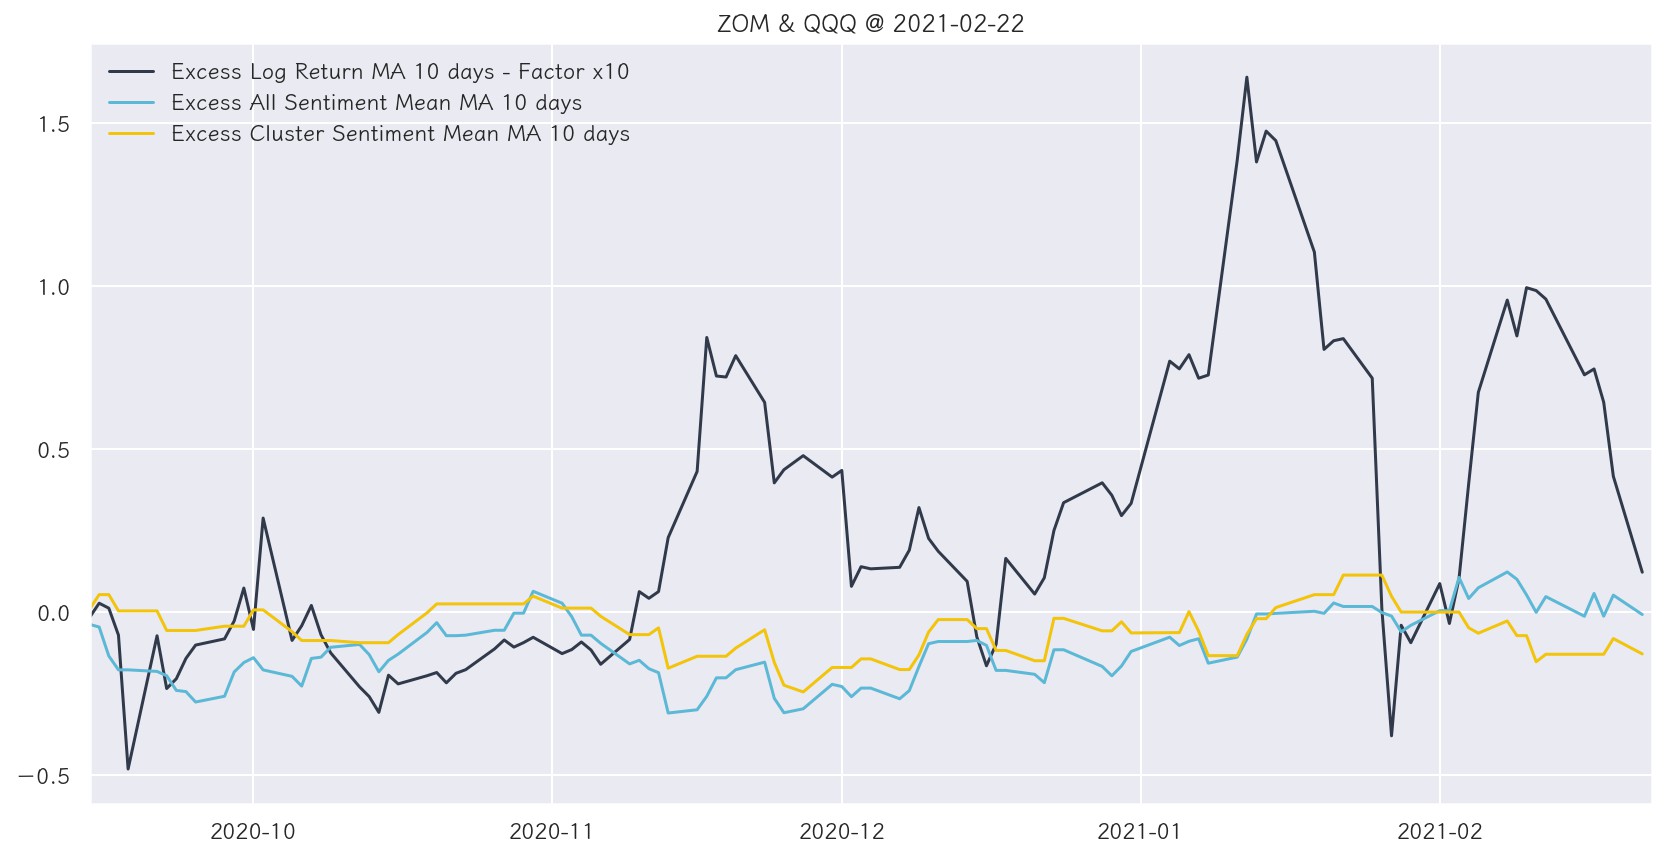 ZOM & QQQ @ 2021-02-22
Excess Log Return MA 10 days - Factor x10
Excess All Sentiment Mean MA 10 days
Excess Cluster Sentiment Mean MA 10 days
1.5
1.0
0.5
0.0
−0.5
2020-10 2020-11 2020-12 2021-01 2021-02